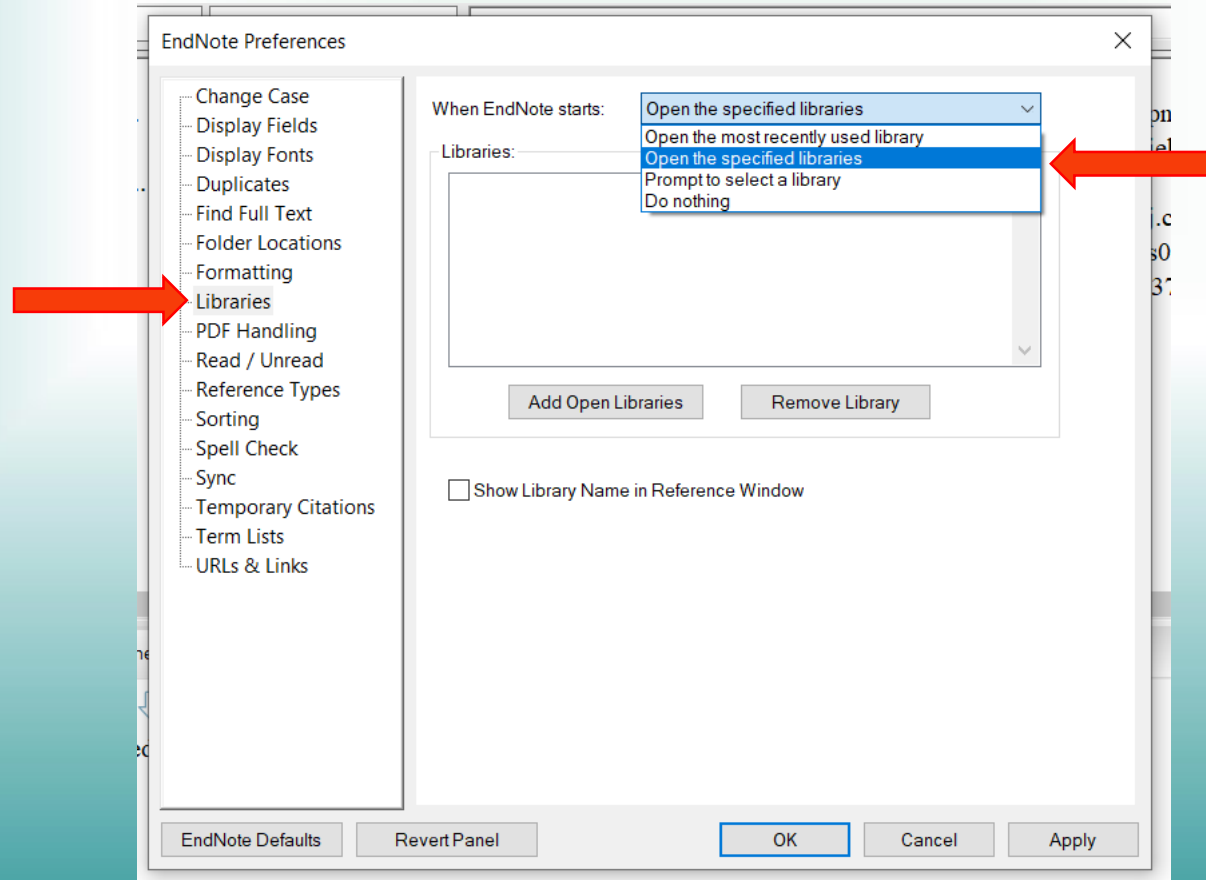 EndNote Preferences
Change Case
Display Fields
Display Fonts
Duplicates
Find Full Text
Folder Locations
Formatting
Libraries
PDF Handling
Read / Unread
Reference Types
Sorting
Spell Check
Sync
Temporary Citations
Term Lists
URLs & Links
When EndNote starts: Open the specified libraries
Open the most recently used library
Open the specified libraries
Prompt to select a library
Do nothing
Libraries:
Add Open Libraries Remove Library
Show Library Name in Reference Window
EndNote Defaults Revert Panel OK Cancel Apply